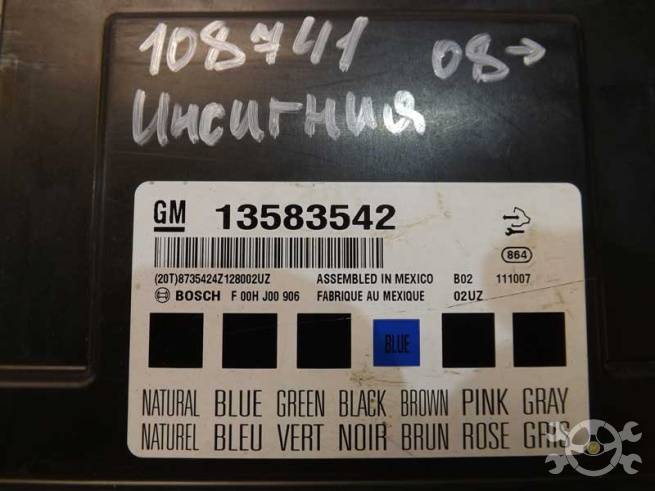 108741 08→
Инсигния
GM 13583542
864
(20T)8735424Z128002UZ ASSEMBLED IN MEXICO B02 111007
BOSCH F 00H J00 906 FABRIQUE AU MEXIQUE 02UZ
BLUE
NATURAL BLUE GREEN BLACK BROWN PINK GRAY
NATUREL BLEU VERT NOIR BRUN ROSE GRIS